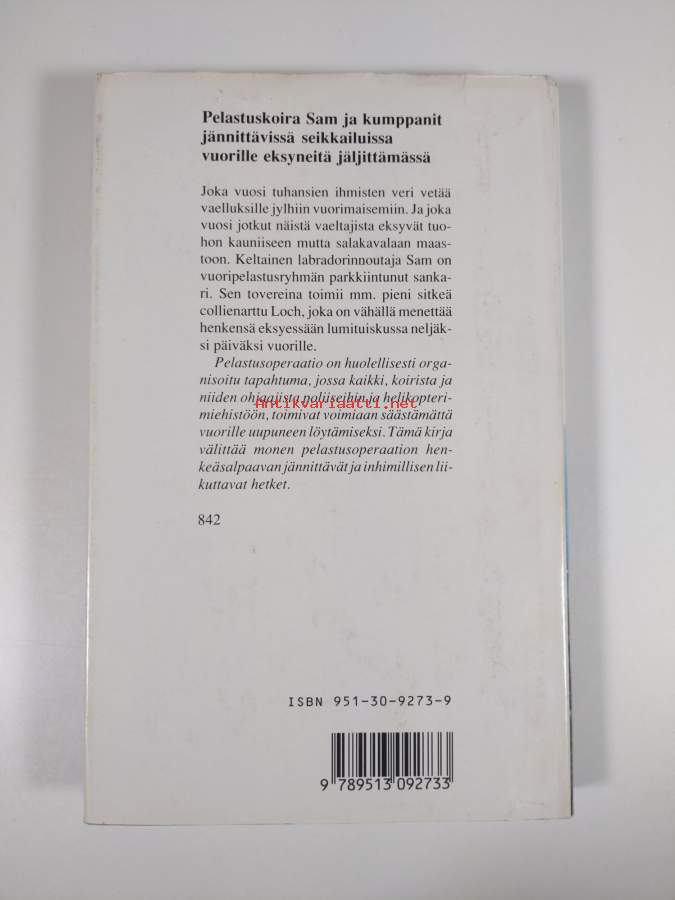 Pelastuskoira Sam ja kumppanit
jännittävissä seikkailuissa
vuorille eksyneitä jäljittämässä
Joka vuosi tuhansien ihmisten veri vetää
vaelluksille jylhiin vuorimaisemiin. Ja joka
vuosi jotkut näistä vaeltajista eksyvät tuo-
hon kauniiseen mutta salakavalaan maas-
toon. Keltainen labradorinnoutaja Sam on
vuoripelastusryhmän parkkiintunut sanka-
ri. Sen tovereina toimii mm. pieni sitkeä
collienarttu Loch, joka on vähällä menettää
henkensä eksyessään lumituiskussa neljäk-
si päiväksi vuorille.
Pelastusoperaatio on huolellisesti orga-
nisoitu tapahtuma, jossa kaikki, koirista ja
niiden ohjaajista poliiseihin ja helikopteri-
Antikvariaatti.net
miehistöön, toimivat voimiaan säästämättä
vuorille uupuneen löytämiseksi. Tämä kirja
välittää monen pelastusoperaation hen-
keäsalpaavan jännittävät ja inhimillisen lii-
kuttavat hetket.
842
ISBN 951-30-9273-9
9 789513 092733